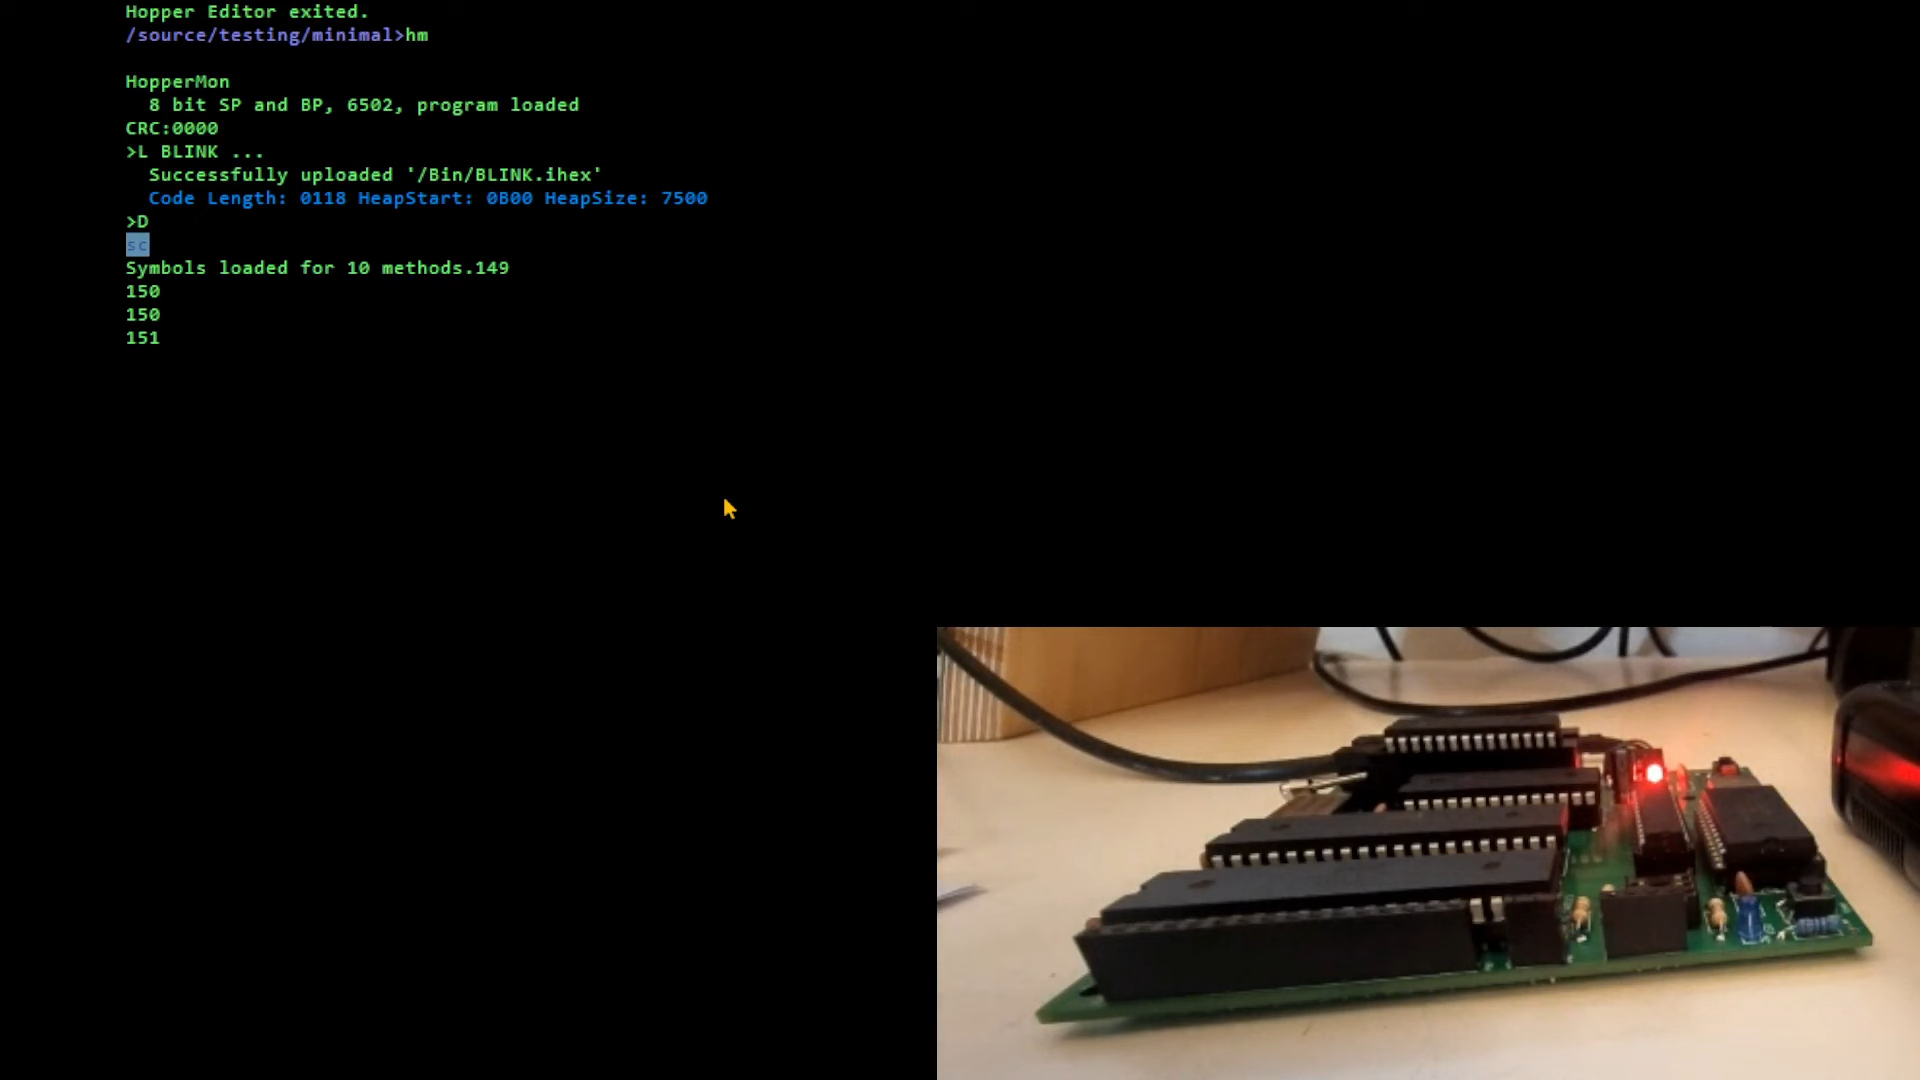 Hopper Editor exited.
/source/testing/minimal>hm
HopperMon
8 bit SP and BP, 6502, program loaded
CRC:0000
>L BLINK ...
Successfully uploaded '/Bin/BLINK.ihex'
Code Length: 0118 HeapStart: 0B00 HeapSize: 7500
>D
sc
Symbols loaded for 10 methods.149
150
150
151